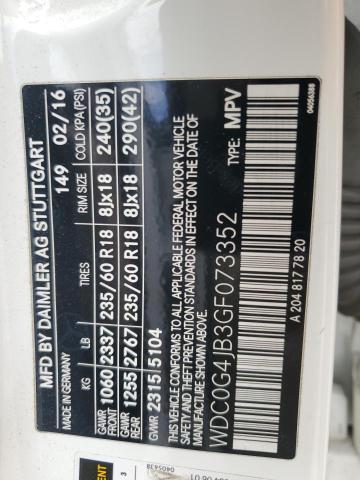 MFD BY DAIMLER AG STUTTGART
MADE IN GERMANY 149 02/16
KG LB TIRES RIM SIZE COLD KPA(PSI)
GAWR FRONT 1060 2337 235/60 R18 8Jx18 240(35)
GAWR REAR 1255 2767 235/60 R18 8Jx18 290(42)
GVWR 2315 5104
THIS VEHICLE CONFORMS TO ALL APPLICABLE FEDERAL MOTOR VEHICLE
SAFETY AND THEFT PREVENTION STANDARDS IN EFFECT ON THE DATE OF
MANUFACTURE SHOWN ABOVE
TYPE: MPV
WDC0G4JB3GF073352
A 204 817 78 20
04056388